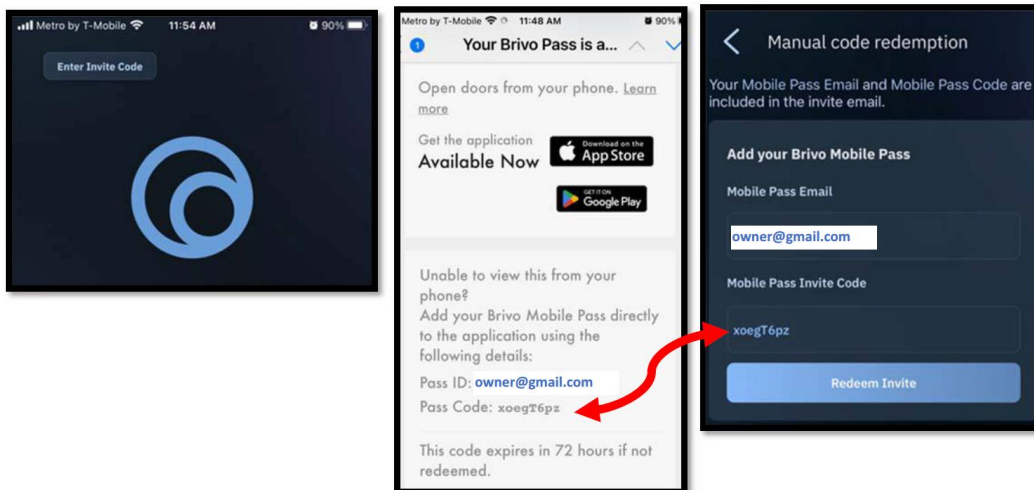 Metro by T-Mobile 11:54 AM 90%
Enter Invite Code
Metro by T-Mobile 11:48 AM 90%
1 Your Brivo Pass is a...
Open doors from your phone. Learn
more
Get the application
Available Now
Download on the
App Store
GET IT ON
Google Play
Unable to view this from your
phone?
Add your Brivo Mobile Pass directly
to the application using the
following details:
Pass ID: owner@gmail.com
Pass Code: xoegT6pz
This code expires in 72 hours if not
redeemed.
Manual code redemption
Your Mobile Pass Email and Mobile Pass Code are
included in the invite email.
Add your Brivo Mobile Pass
Mobile Pass Email
owner@gmail.com
Mobile Pass Invite Code
xoegT6pz
Redeem Invite